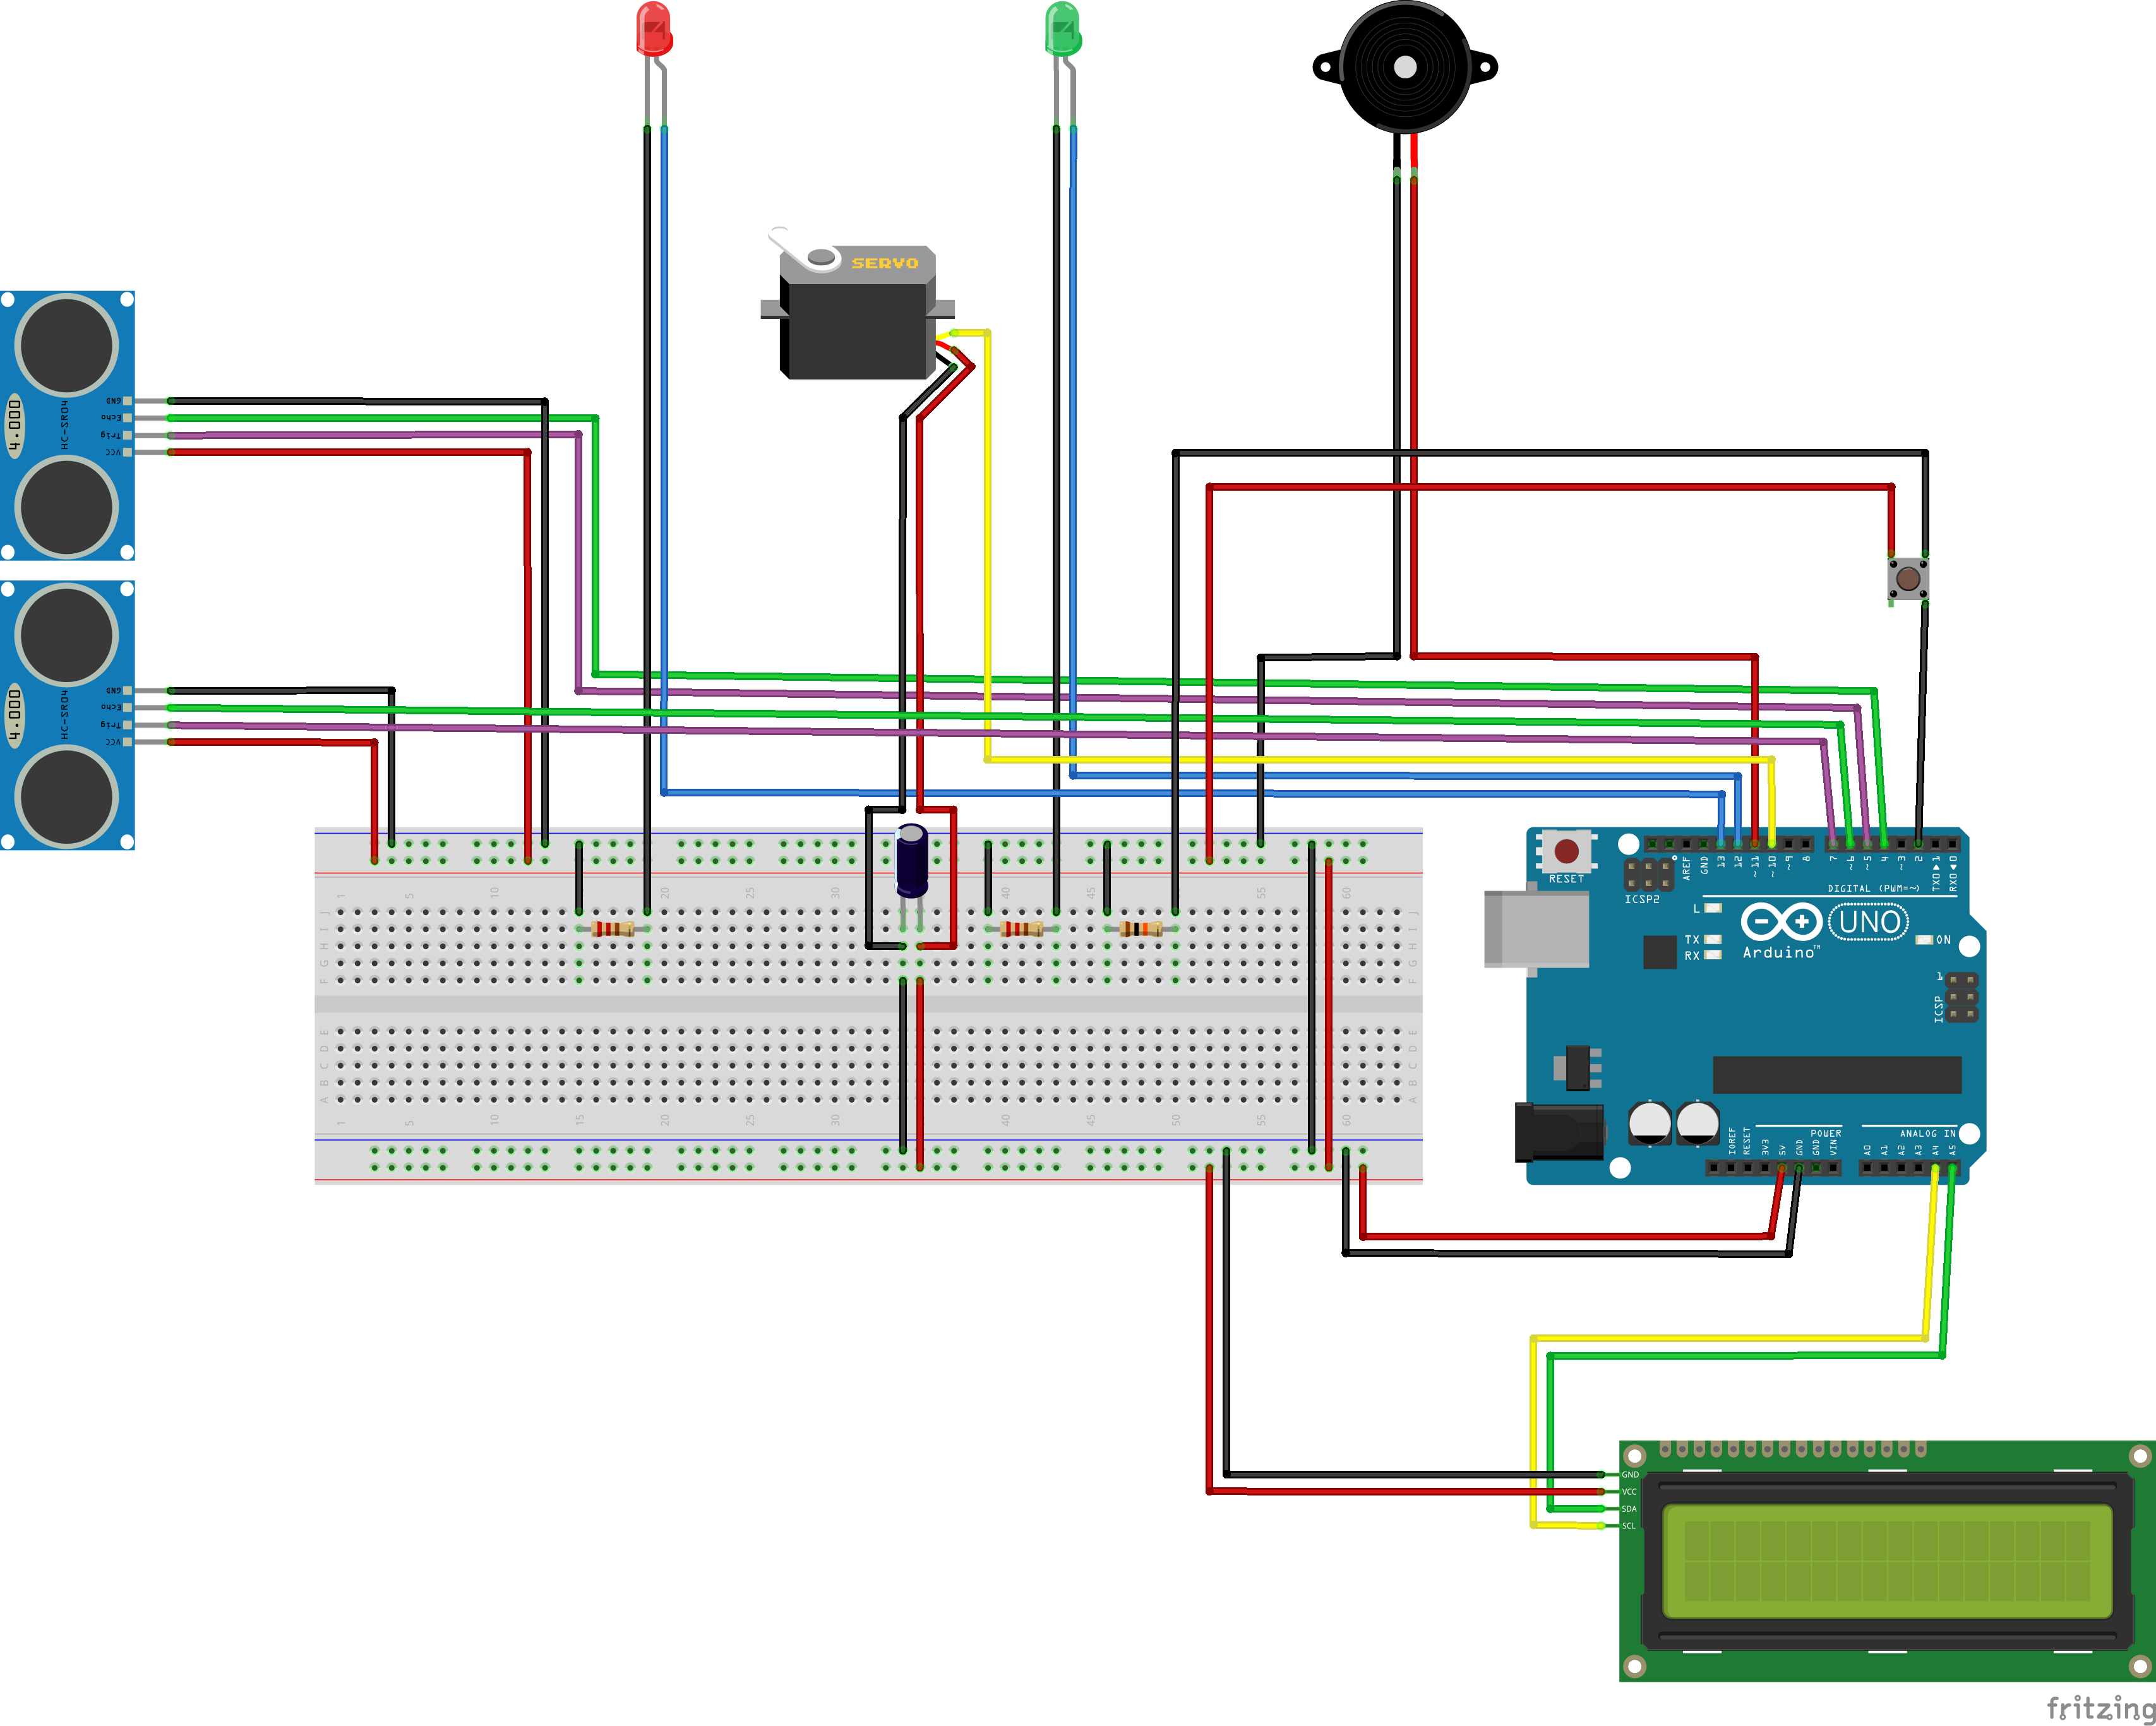 SERVO
GND
Echo
Trig
VCC
HC-SR04
4.000
GND
Echo
Trig
VCC
HC-SR04
4.000
1 5 10 15 20 25 30 40 45 50 55 60
J J
I I
H H
G G
F F
E E
D D
C C
B B
A A
1 5 10 15 20 25 30 40 45 50 55 60
RESET
ICSP2
AREF
GND
13
12
~11
~10
~9
8
7
~6
~5
4
~3
2
TX0▶1
RX0◀0
DIGITAL (PWM=~)
L
TX
RX
UNO
Arduino™
ON
1
ICSP
IOREF
RESET
3V3
5V
GND
GND
VIN
POWER
ANALOG IN
A0
A1
A2
A3
A4
A5
GND
VCC
SDA
SCL
fritzing